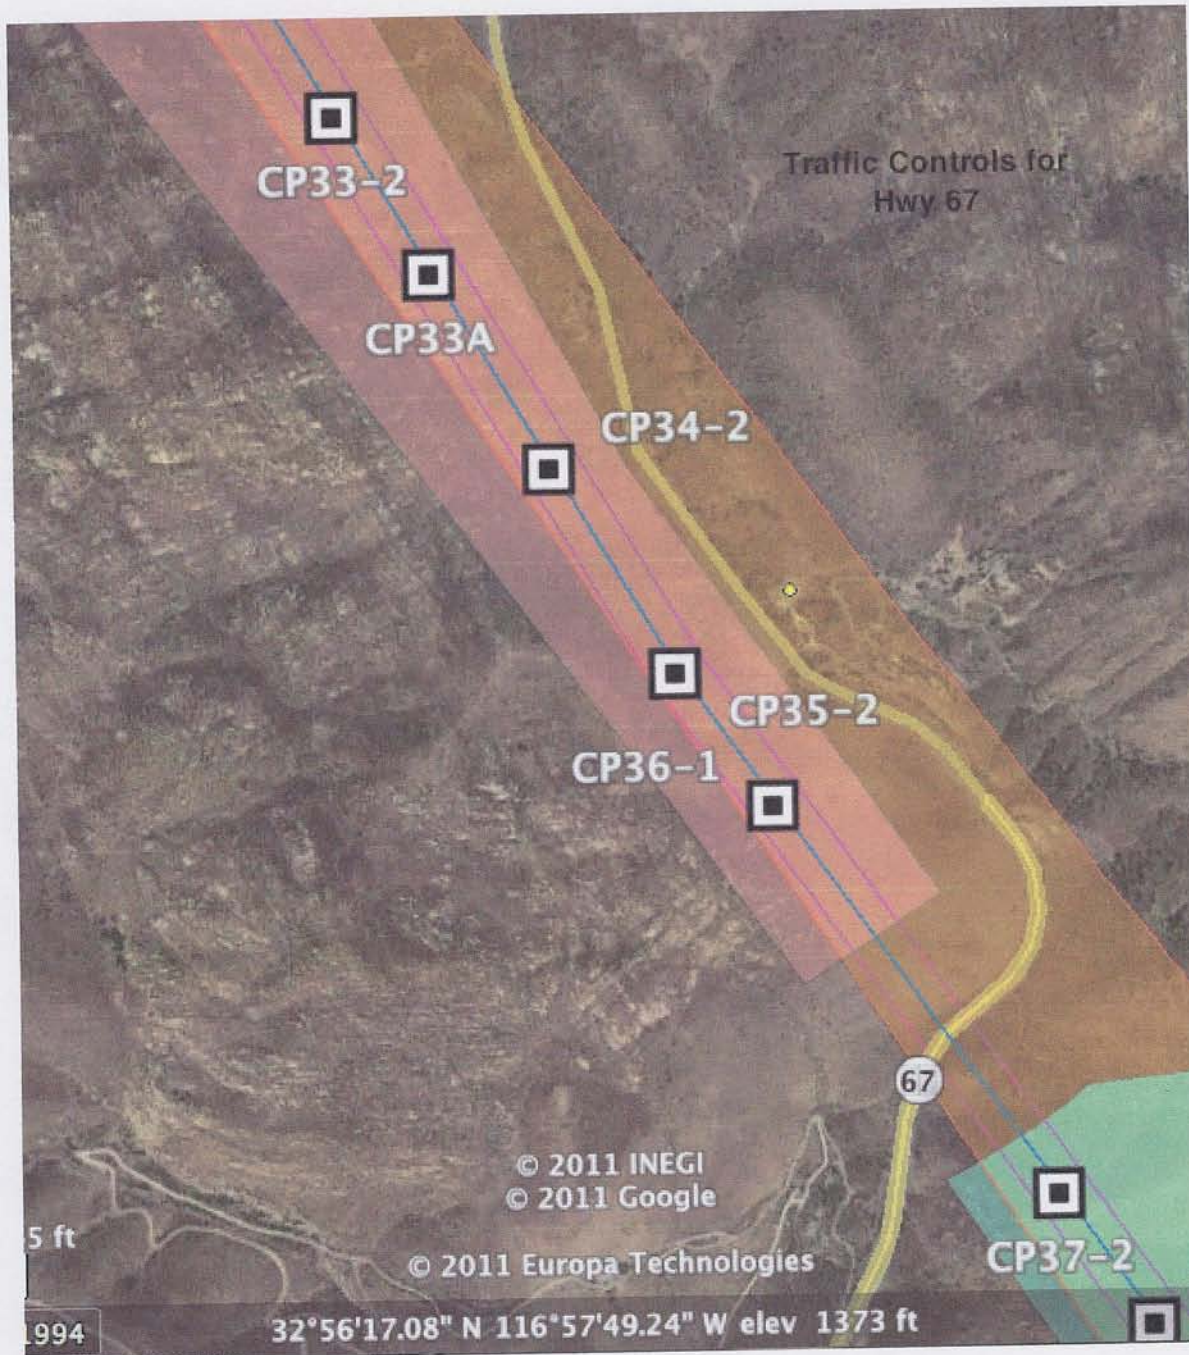 Traffic Controls for
Hwy 67
CP33-2
CP33A
CP34-2
CP35-2
CP36-1
67
© 2011 INEGI
© 2011 Google
5 ft
CP37-2
© 2011 Europa Technologies
1994
32°56'17.08" N 116°57'49.24" W elev 1373 ft